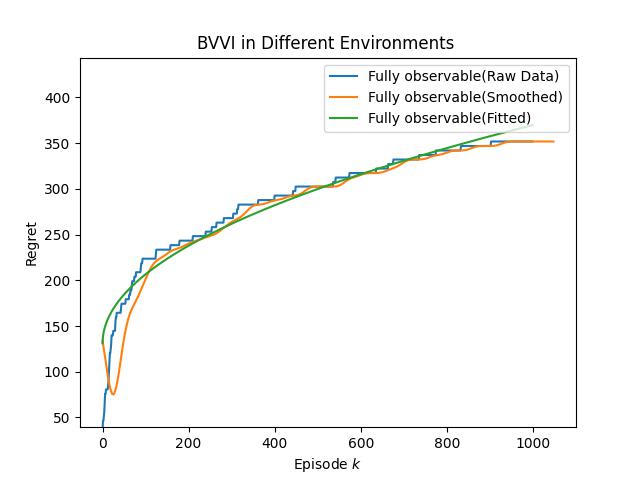 BVVI in Different Environments
Fully observable(Raw Data)
Fully observable(Smoothed)
Fully observable(Fitted)
Regret
400
350
300
250
200
150
100
50
0 200 400 600 800 1000
Episode k